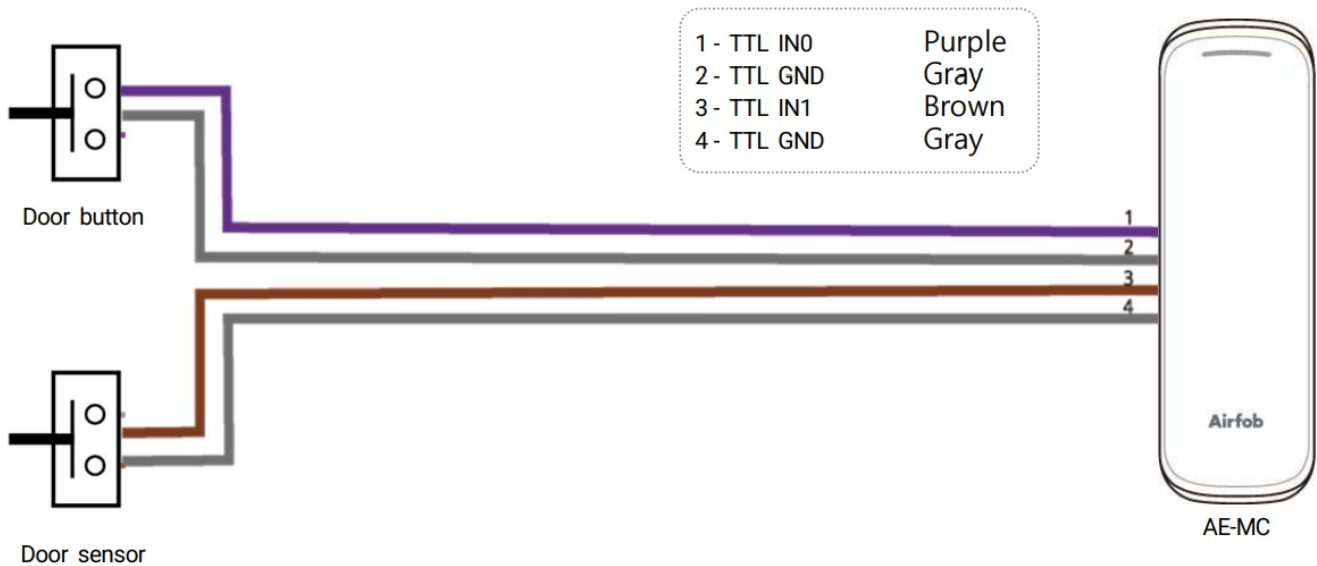 1 - TTL IN0 Purple
2 - TTL GND Gray
3 - TTL IN1 Brown
4 - TTL GND Gray
Door button
1
2
3
4
Airfob
AE-MC
Door sensor